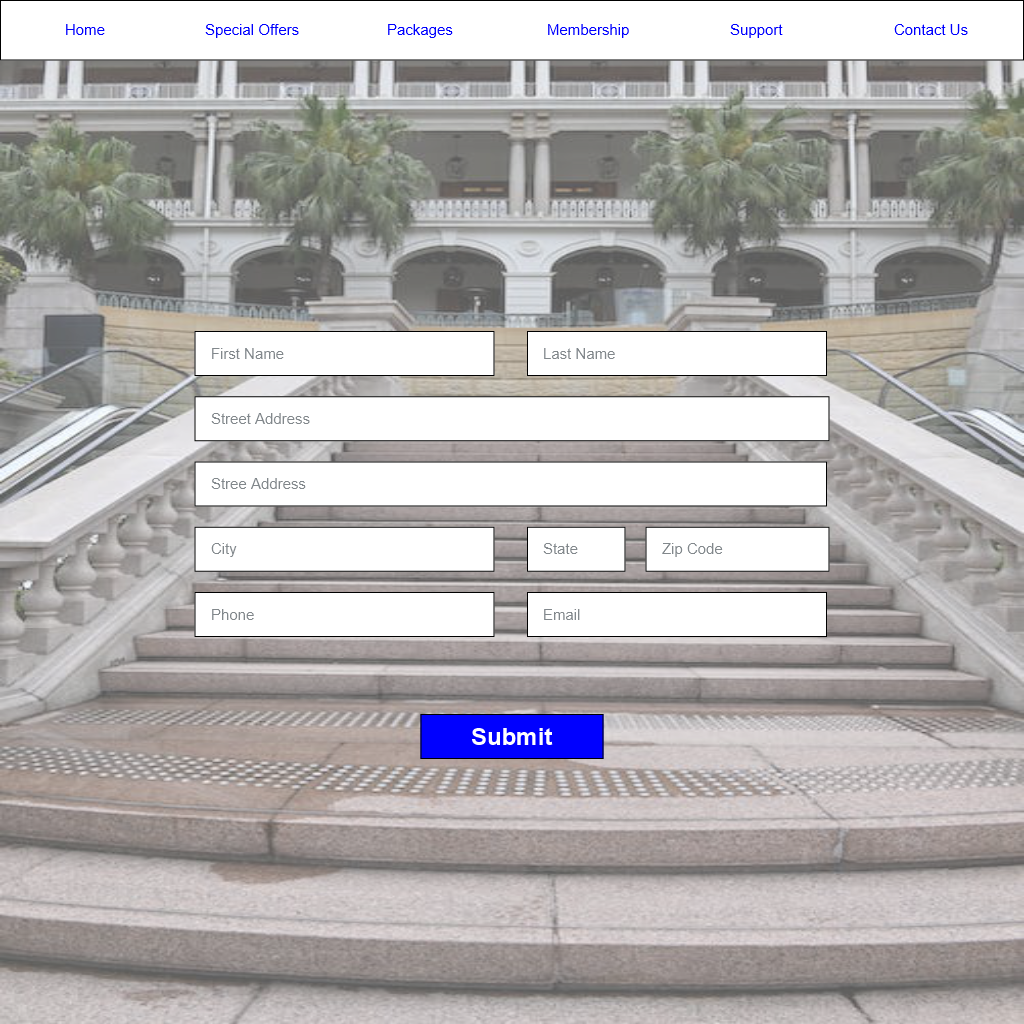 Home Special Offers Packages Membership Support Contact Us
First Name Last Name
Street Address
Stree Address
City State Zip Code
Phone Email
Submit